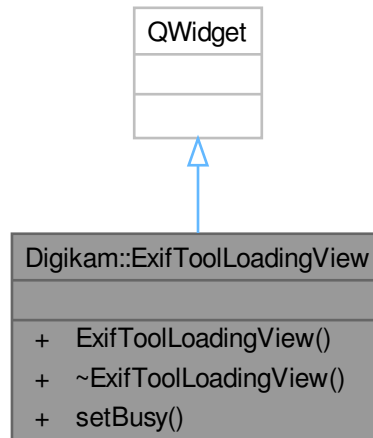 QWidget
Digikam::ExifToolLoadingView
+ ExifToolLoadingView()
+ ~ExifToolLoadingView()
+ setBusy()